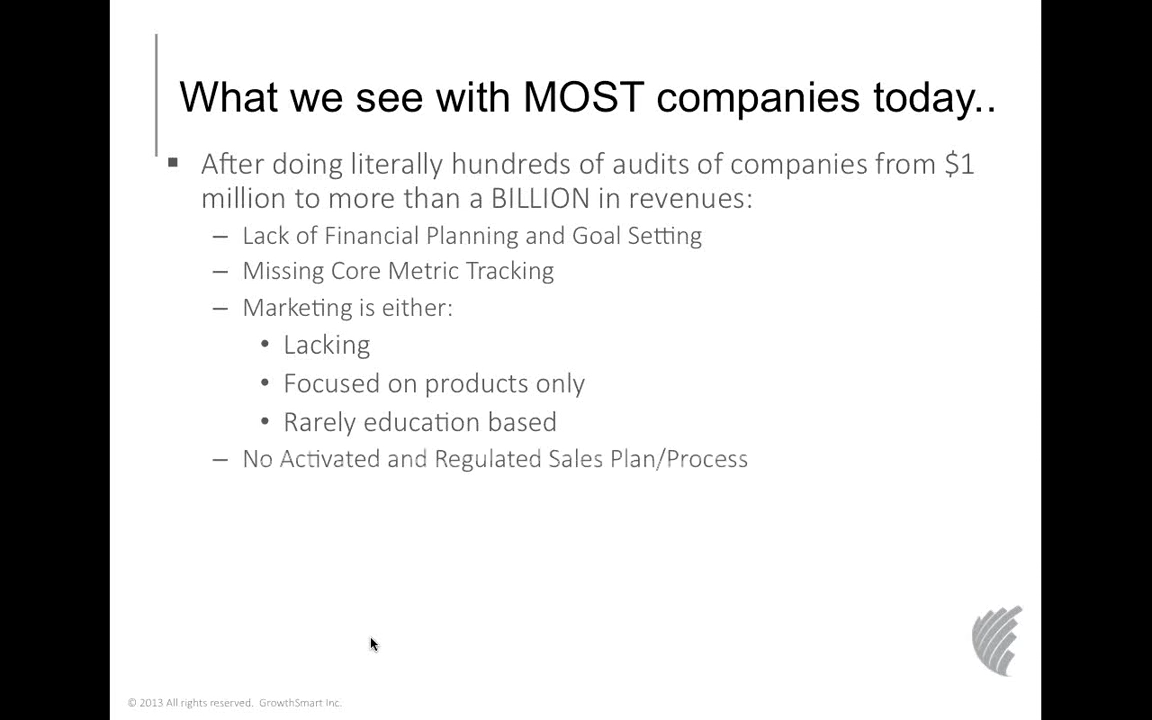 What we see with MOST companies today..
▪ After doing literally hundreds of audits of companies from $1
million to more than a BILLION in revenues:
– Lack of Financial Planning and Goal Setting
– Missing Core Metric Tracking
– Marketing is either:
• Lacking
• Focused on products only
• Rarely education based
– No Activated and Regulated Sales Plan/Process
© 2013 All rights reserved. GrowthSmart Inc.